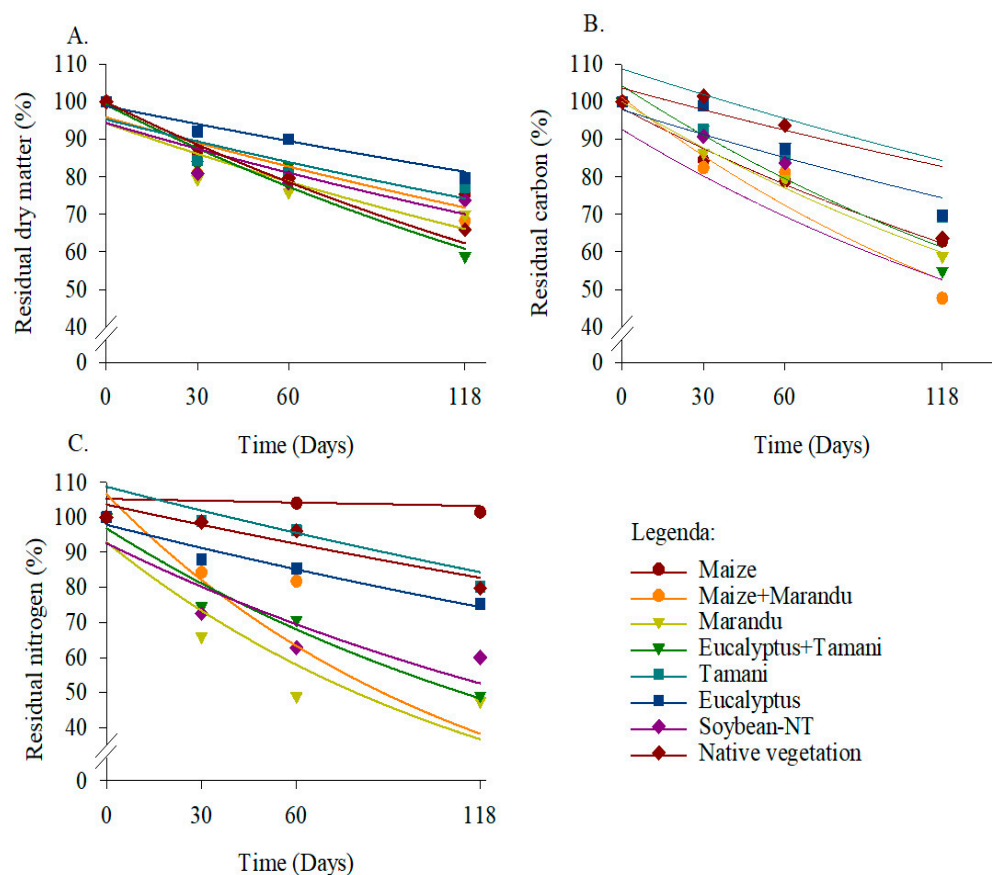 A.
110
100
90
80
70
60
50
40
0
Residual dry matter (%)
0 30 60 118
Time (Days)
B.
110
100
90
80
70
60
50
40
0
Residual carbon (%)
0 30 60 118
Time (Days)
C.
110
100
90
80
70
60
50
40
0
Residual nitrogen (%)
0 30 60 118
Time (Days)
Legenda:
Maize
Maize+Marandu
Marandu
Eucalyptus+Tamani
Tamani
Eucalyptus
Soybean-NT
Native vegetation